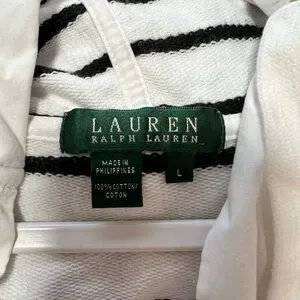 LAUREN
RALPH LAUREN
MADE IN
PHILIPPINES
100% COTTON/
COTON
L